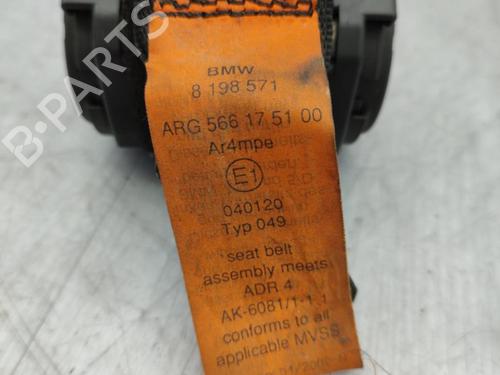 BMW
8 198 571
ARG 566 17 51 00
Ar4mpe
E1
040120
Typ 049
seat belt
assembly meets
ADR 4
AK-6081/1-1.1
conforms to all
applicable MVSS
B-PARTS